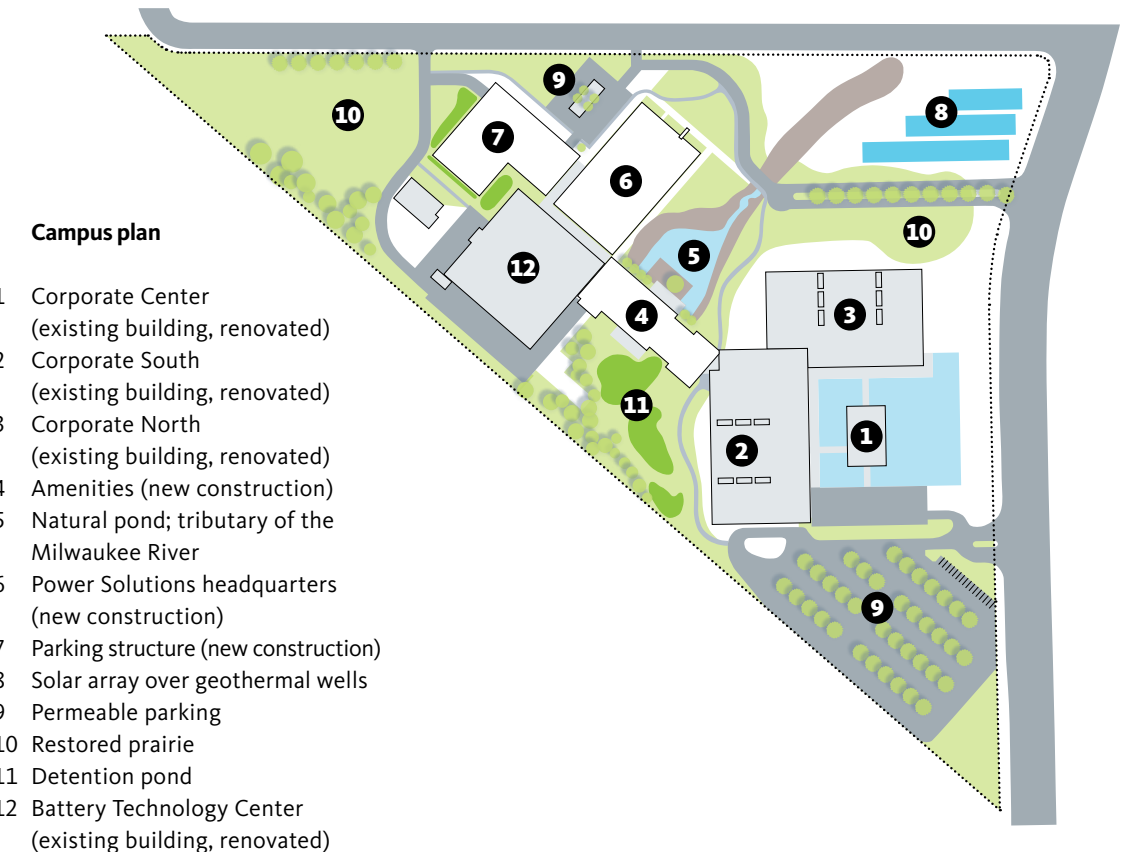 Campus plan
1 Corporate Center
(existing building, renovated)
2 Corporate South
(existing building, renovated)
3 Corporate North
(existing building, renovated)
4 Amenities (new construction)
5 Natural pond; tributary of the
Milwaukee River
6 Power Solutions headquarters
(new construction)
7 Parking structure (new construction)
8 Solar array over geothermal wells
9 Permeable parking
10 Restored prairie
11 Detention pond
12 Battery Technology Center
(existing building, renovated)
9
10
8
7
6
10
5
12
3
4
11
1
2
9